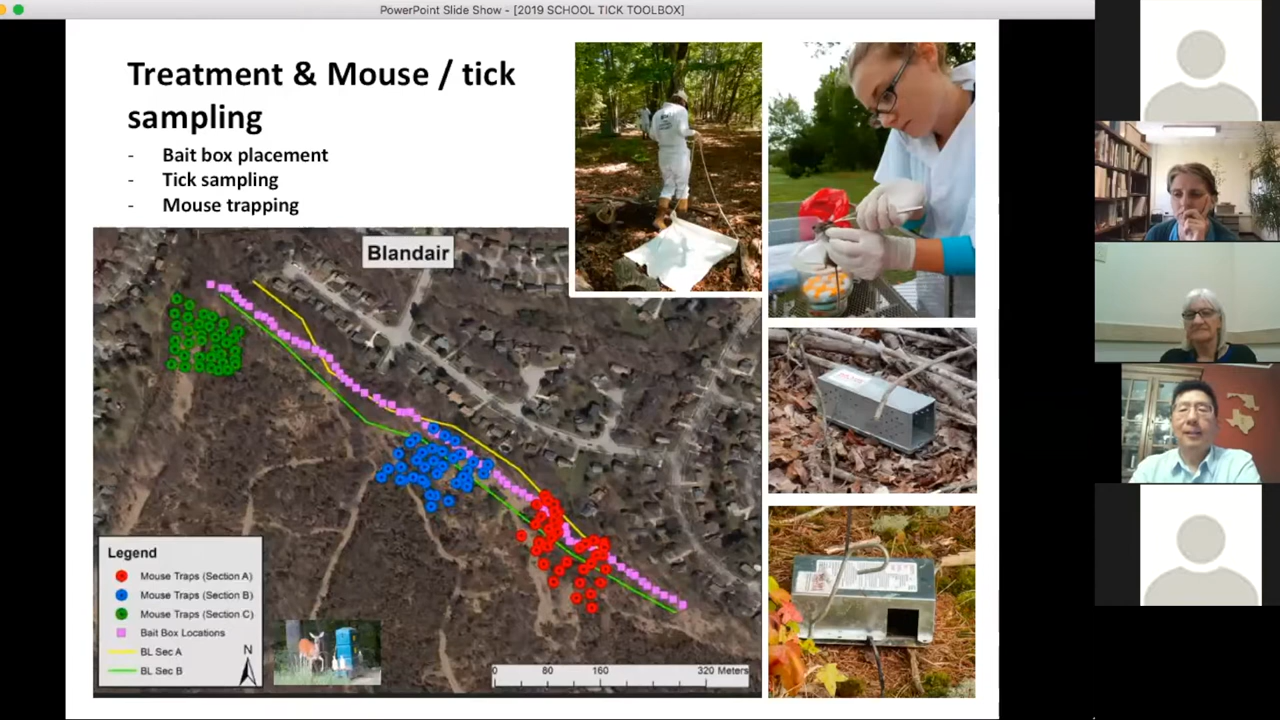 PowerPoint Slide Show - [2019 SCHOOL TICK TOOLBOX]
Treatment & Mouse / tick
sampling
- Bait box placement
- Tick sampling
- Mouse trapping
Blandair
Legend
Mouse Traps (Section A)
Mouse Traps (Section B)
Mouse Traps (Section C)
Bait Box Locations
BL Sec A
BL Sec B
N
0 80 160 320 Meters